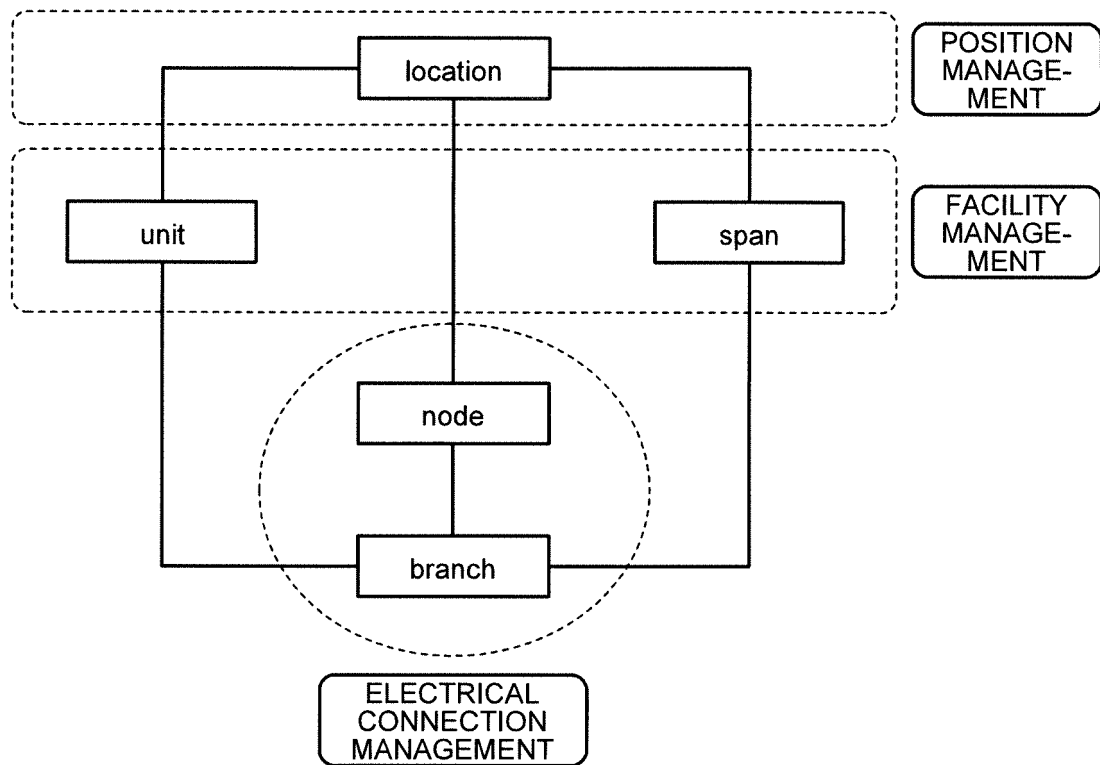 location
POSITION
MANAGE-
MENT
unit
span
FACILITY
MANAGE-
MENT
node
branch
ELECTRICAL
CONNECTION
MANAGEMENT